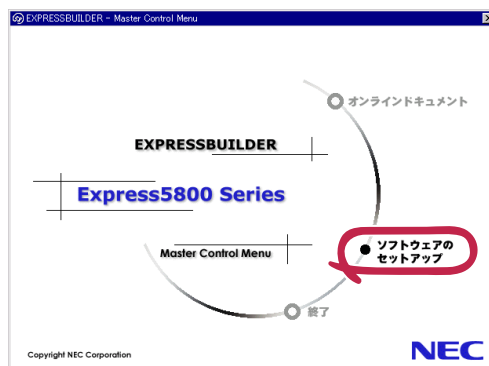 EXPRESSBUILDER - Master Control Menu
オンラインドキュメント
EXPRESSBUILDER
Express5800 Series
ソフトウェアの
セットアップ
Master Control Menu
終了
Copyright NEC Corporation
NEC